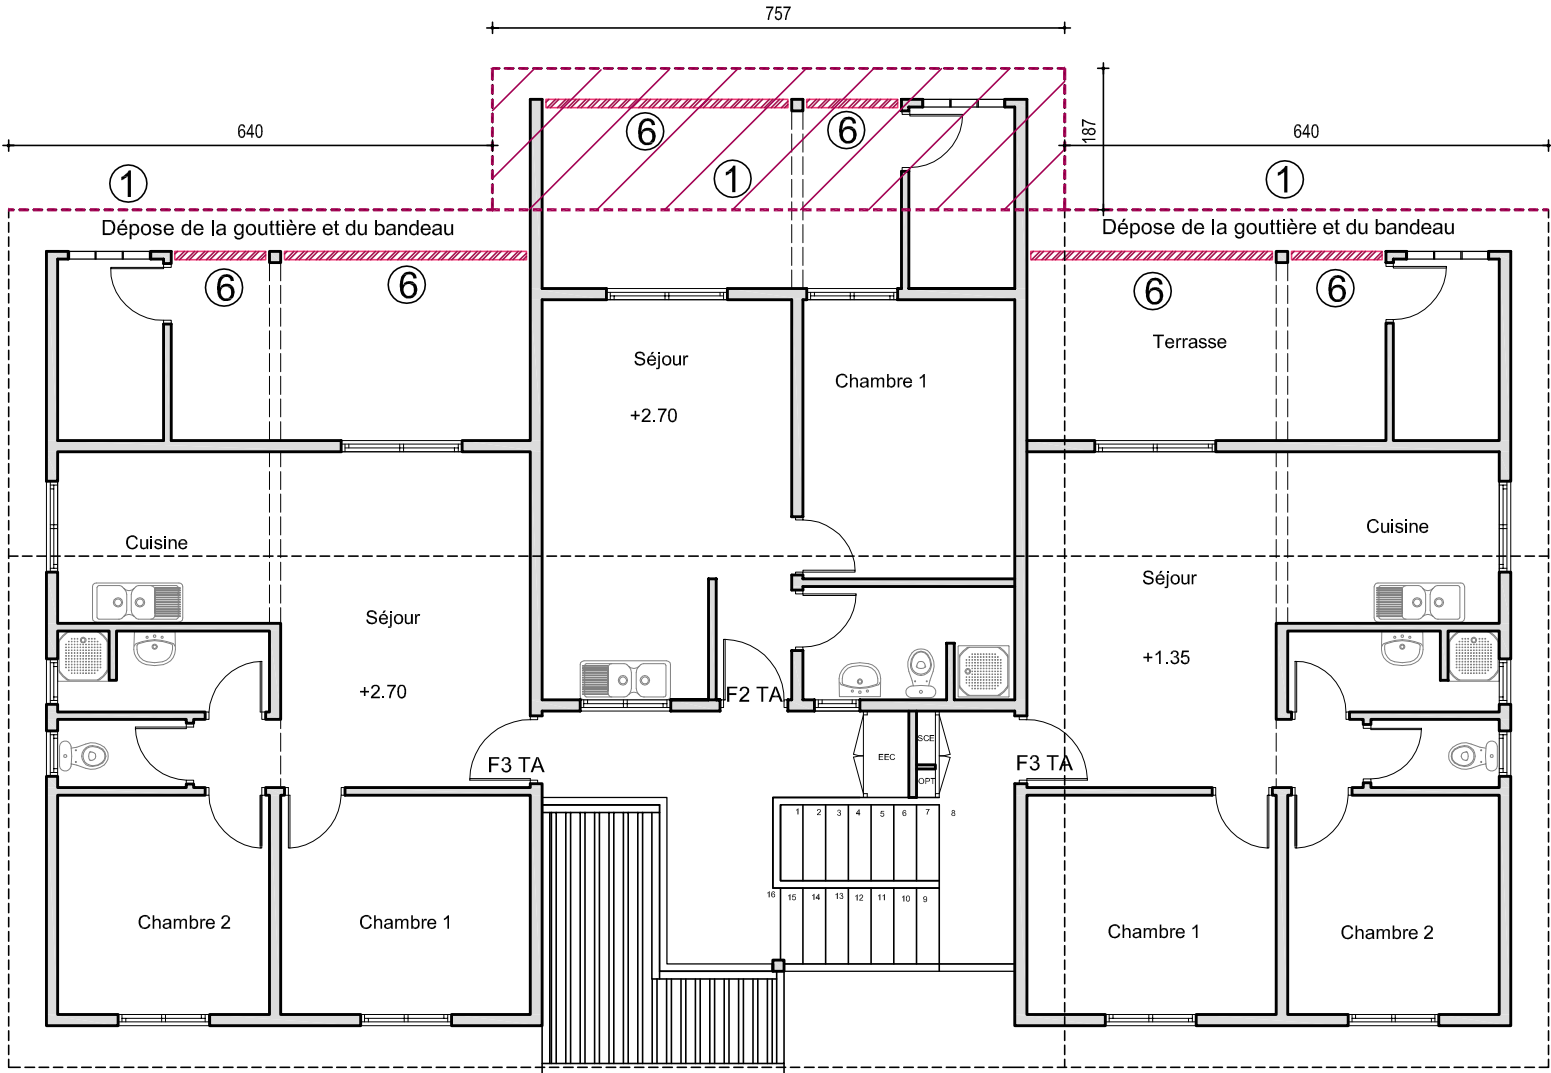 757
640
187
640
6
6
1
1
1
Dépose de la gouttière et du bandeau
Dépose de la gouttière et du bandeau
6
6
6
6
Terrasse
Séjour
Chambre 1
+2.70
Cuisine
Cuisine
Séjour
Séjour
+1.35
+2.70
F2 TA
F3 TA
EEC
SCE
OPT
F3 TA
1
2
3
4
5
6
7
8
16
15
14
13
12
11
10
9
Chambre 2
Chambre 1
Chambre 1
Chambre 2